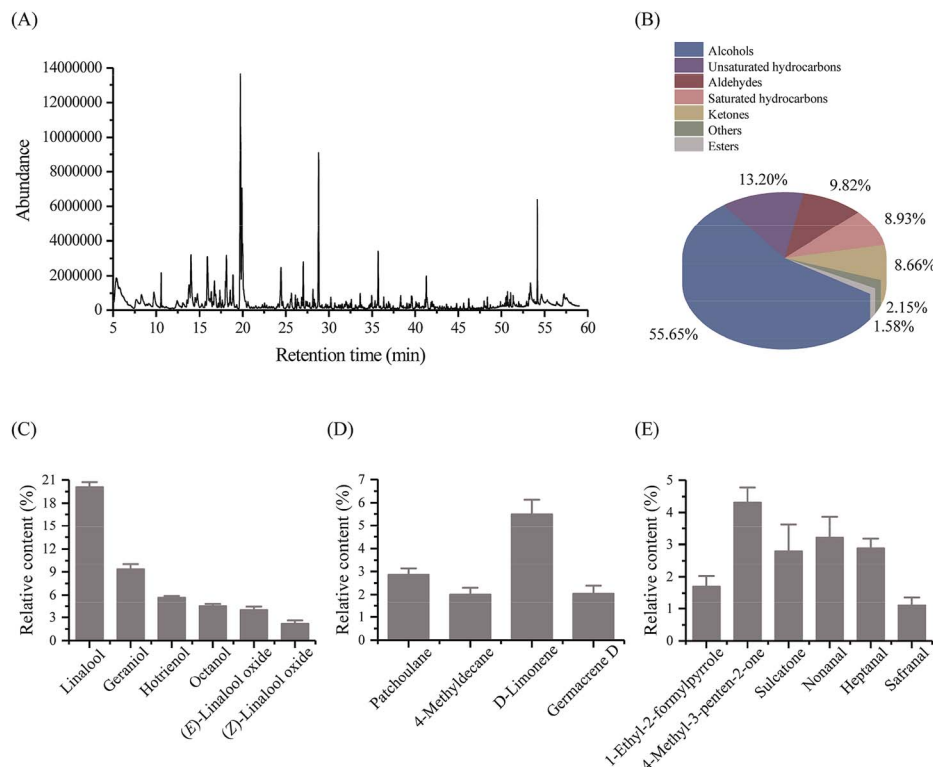 (A)
Abundance
14000000
12000000
10000000
8000000
6000000
4000000
2000000
0
5 10 15 20 25 30 35 40 45 50 55 60
Retention time (min)
(B)
Alcohols
Unsaturated hydrocarbons
Aldehydes
Saturated hydrocarbons
Ketones
Others
Esters
13.20%
9.82%
8.93%
8.66%
2.15%
1.58%
55.65%
(C)
Relative content (%)
21
18
15
12
9
6
3
0
Linalool
Geraniol
Hotrienol
Octanol
(E)-Linalool oxide
(Z)-Linalool oxide
(D)
Relative content (%)
7
6
5
4
3
2
1
0
Patchoulane
4-Methyldecane
D-Limonene
Germacrene D
(E)
Relative content (%)
5
4
3
2
1
0
1-Ethyl-2-formylpyrrole
4-Methyl-3-penten-2-one
Sulcatone
Nonanal
Heptanal
Safranal